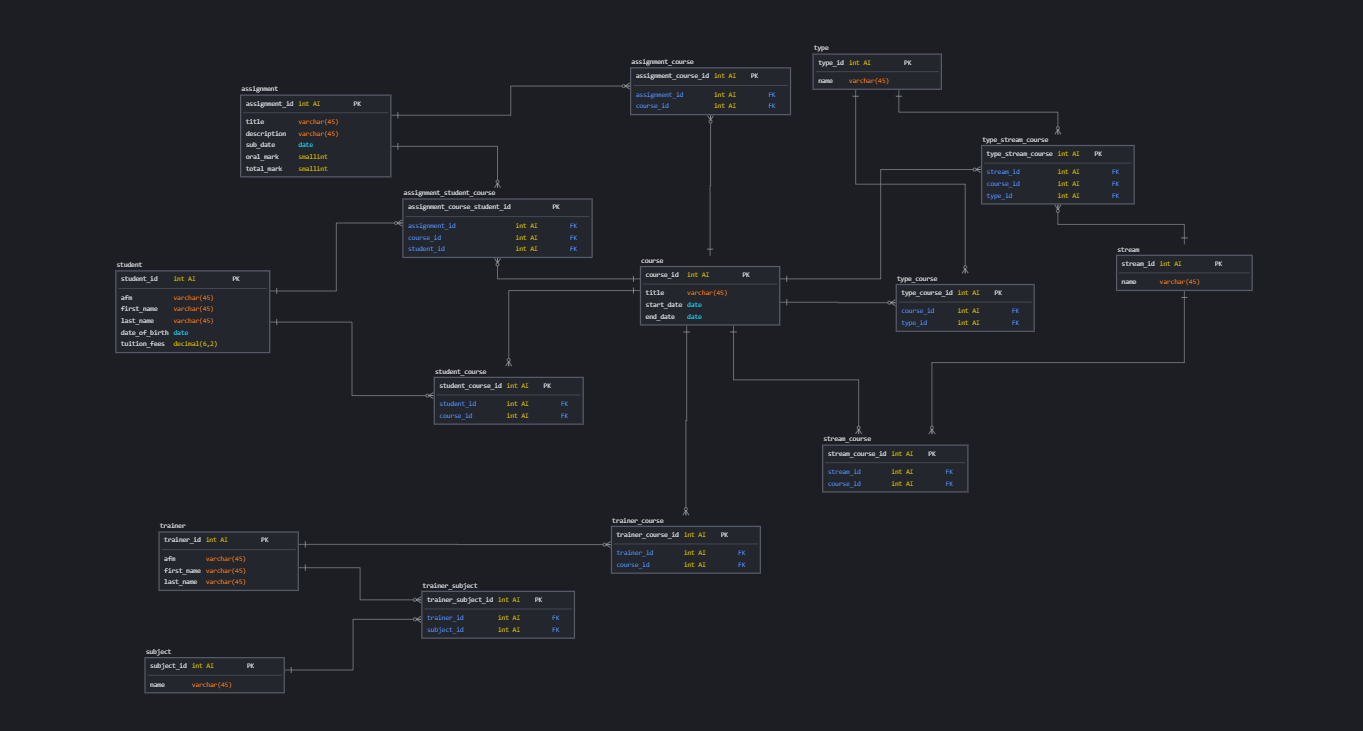 type
type_id int AI PK
name varchar(45)
assignment_course
assignment_course_id int AI PK
assignment_id int AI FK
course_id int AI FK
assignment
assignment_id int AI PK
title varchar(45)
description varchar(45)
sub_date date
oral_mark smallint
total_mark smallint
type_stream_course
type_stream_course int AI PK
stream_id int AI FK
course_id int AI FK
type_id int AI FK
assignment_student_course
assignment_course_student_id PK
assignment_id int AI FK
course_id int AI FK
student_id int AI FK
stream
stream_id int AI PK
name varchar(45)
course
course_id int AI PK
title varchar(45)
start_date date
end_date date
student
student_id int AI PK
afm varchar(45)
first_name varchar(45)
last_name varchar(45)
date_of_birth date
tuition_fees decimal(6,2)
type_course
type_course_id int AI PK
course_id int AI FK
type_id int AI FK
student_course
student_course_id int AI PK
student_id int AI FK
course_id int AI FK
stream_course
stream_course_id int AI PK
stream_id int AI FK
course_id int AI FK
trainer_course
trainer_course_id int AI PK
trainer_id int AI FK
course_id int AI FK
trainer
trainer_id int AI PK
afm varchar(45)
first_name varchar(45)
last_name varchar(45)
trainer_subject
trainer_subject_id int AI PK
trainer_id int AI FK
subject_id int AI FK
subject
subject_id int AI PK
name varchar(45)